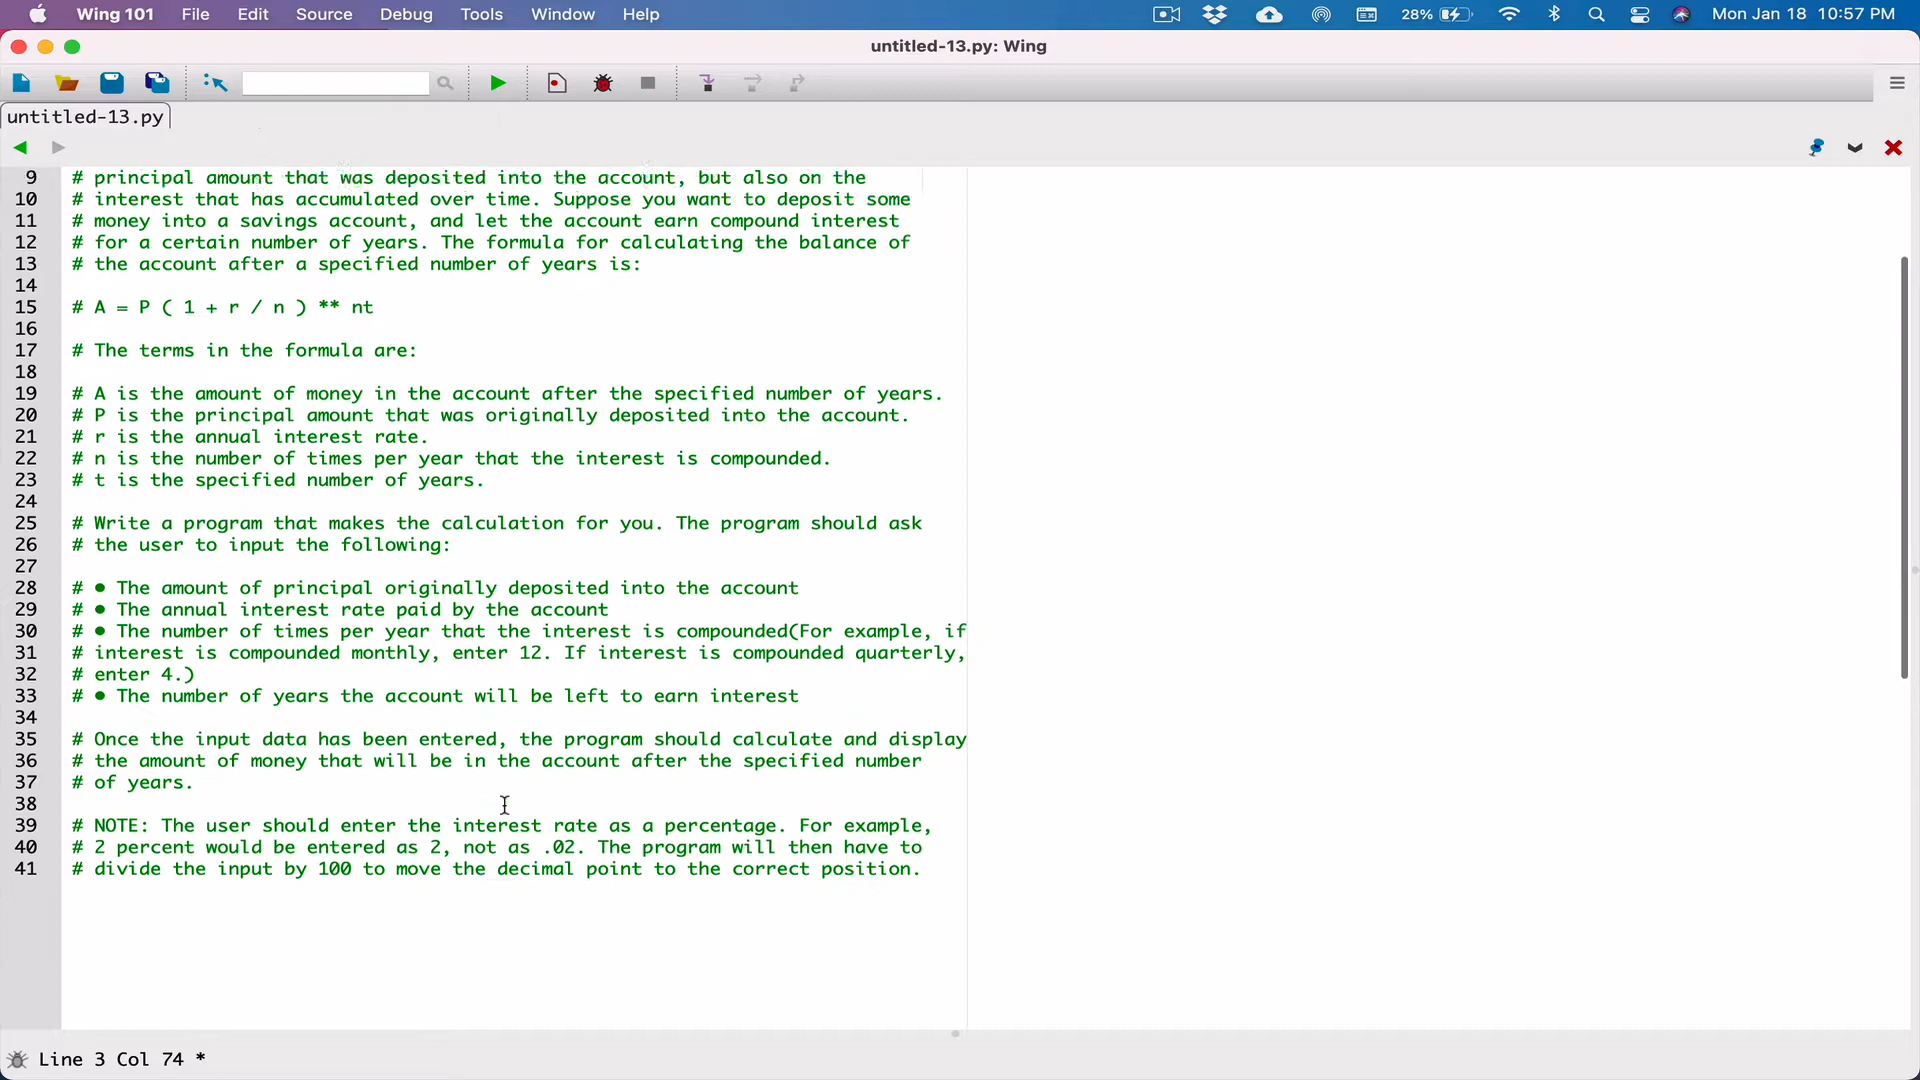 Wing 101 File Edit Source Debug Tools Window Help 28% Mon Jan 18 10:57 PM
untitled-13.py: Wing
untitled-13.py
9 # principal amount that was deposited into the account, but also on the
10 # interest that has accumulated over time. Suppose you want to deposit some
11 # money into a savings account, and let the account earn compound interest
12 # for a certain number of years. The formula for calculating the balance of
13 # the account after a specified number of years is:
14
15 # A = P ( 1 + r / n ) ** nt
16
17 # The terms in the formula are:
18
19 # A is the amount of money in the account after the specified number of years.
20 # P is the principal amount that was originally deposited into the account.
21 # r is the annual interest rate.
22 # n is the number of times per year that the interest is compounded.
23 # t is the specified number of years.
24
25 # Write a program that makes the calculation for you. The program should ask
26 # the user to input the following:
27
28 # ● The amount of principal originally deposited into the account
29 # ● The annual interest rate paid by the account
30 # ● The number of times per year that the interest is compounded(For example, if
31 # interest is compounded monthly, enter 12. If interest is compounded quarterly,
32 # enter 4.)
33 # ● The number of years the account will be left to earn interest
34
35 # Once the input data has been entered, the program should calculate and display
36 # the amount of money that will be in the account after the specified number
37 # of years.
38
39 # NOTE: The user should enter the interest rate as a percentage. For example,
40 # 2 percent would be entered as 2, not as .02. The program will then have to
41 # divide the input by 100 to move the decimal point to the correct position.
Line 3 Col 74 *